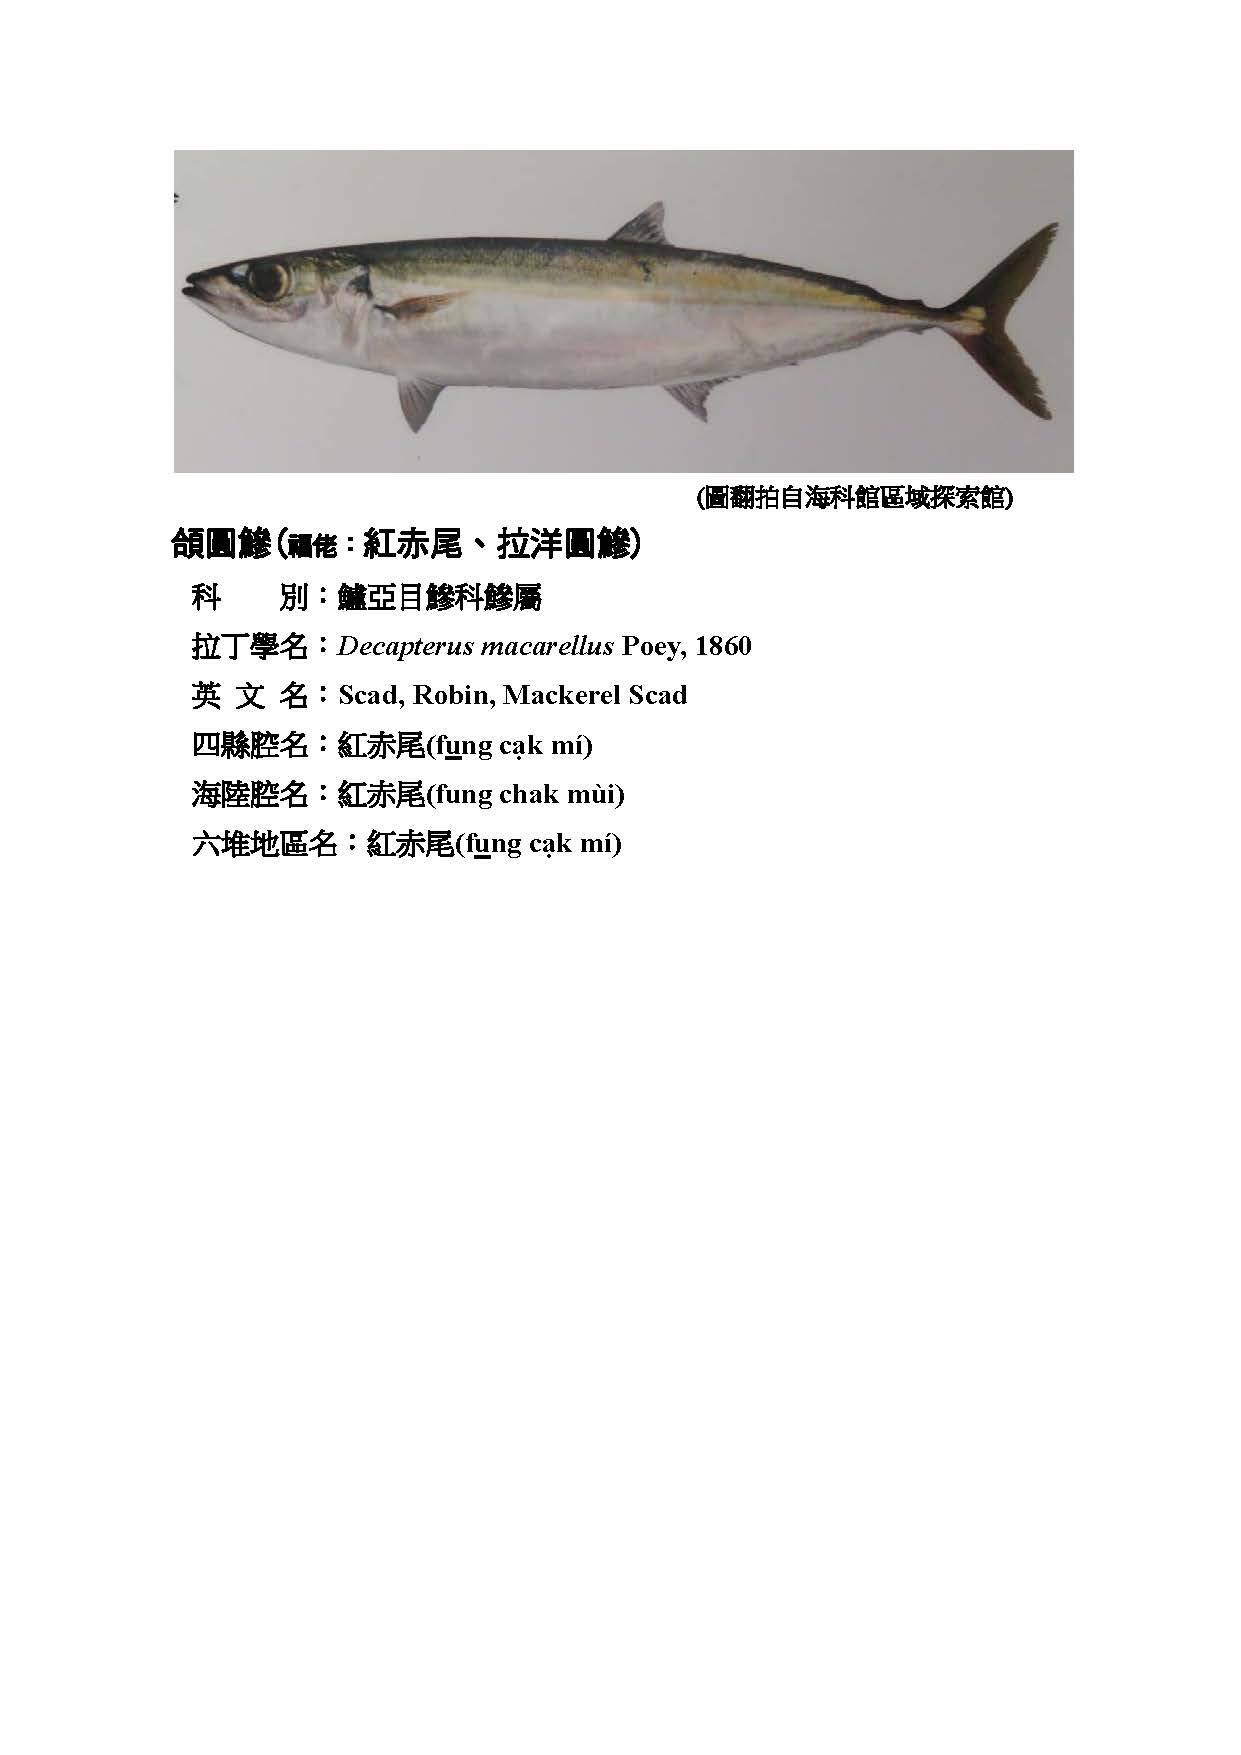 (圖翻拍自海科館區域探索館)
頜圓鰺(福佬：紅赤尾、拉洋圓鰺)
科　　別：鱸亞目鰺科鰺屬
拉丁學名：Decapterus macarellus Poey, 1860
英 文 名：Scad, Robin, Mackerel Scad
四縣腔名：紅赤尾(fung cạk mí)
海陸腔名：紅赤尾(fung chak mùi)
六堆地區名：紅赤尾(fung cạk mí)